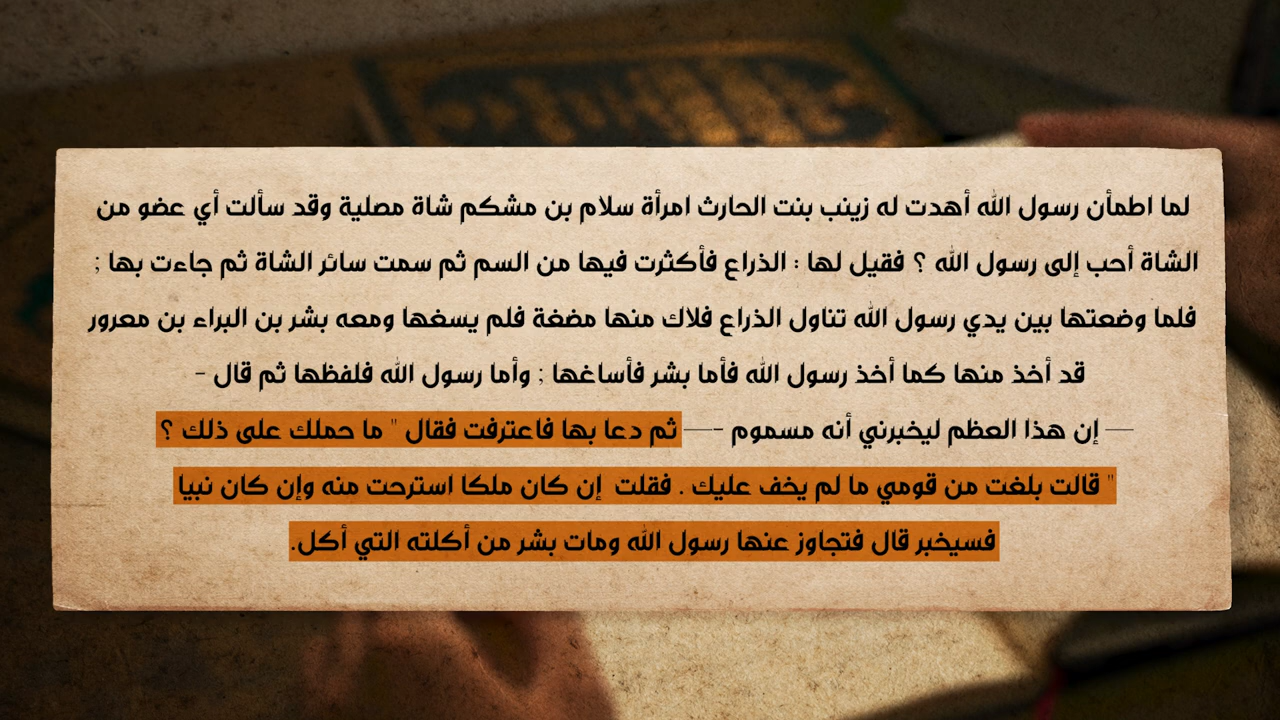 لما اطمأن رسول الله أهدت له زينب بنت الحارث امرأة سلام بن مشكم شاة مصلية وقد سألت أي عضو من
الشاة أحب إلى رسول الله ؟ فقيل لها : الذراع فأكثرت فيها من السم ثم سمت سائر الشاة ثم جاءت بها ;
فلما وضعتها بين يدي رسول الله تناول الذراع فلاك منها مضغة فلم يسغها ومعه بشر بن البراء بن معرور
قد أخذ منها كما أخذ رسول الله فأما بشر فأساغها ; وأما رسول الله فلفظها ثم قال -
— إن هذا العظم ليخبرني أنه مسموم -— ثم دعا بها فاعترفت فقال " ما حملك على ذلك ؟
" قالت بلغت من قومي ما لم يخف عليك . فقلت إن كان ملكا استرحت منه وإن كان نبيا
فسيخبر قال فتجاوز عنها رسول الله ومات بشر من أكلته التي أكل.